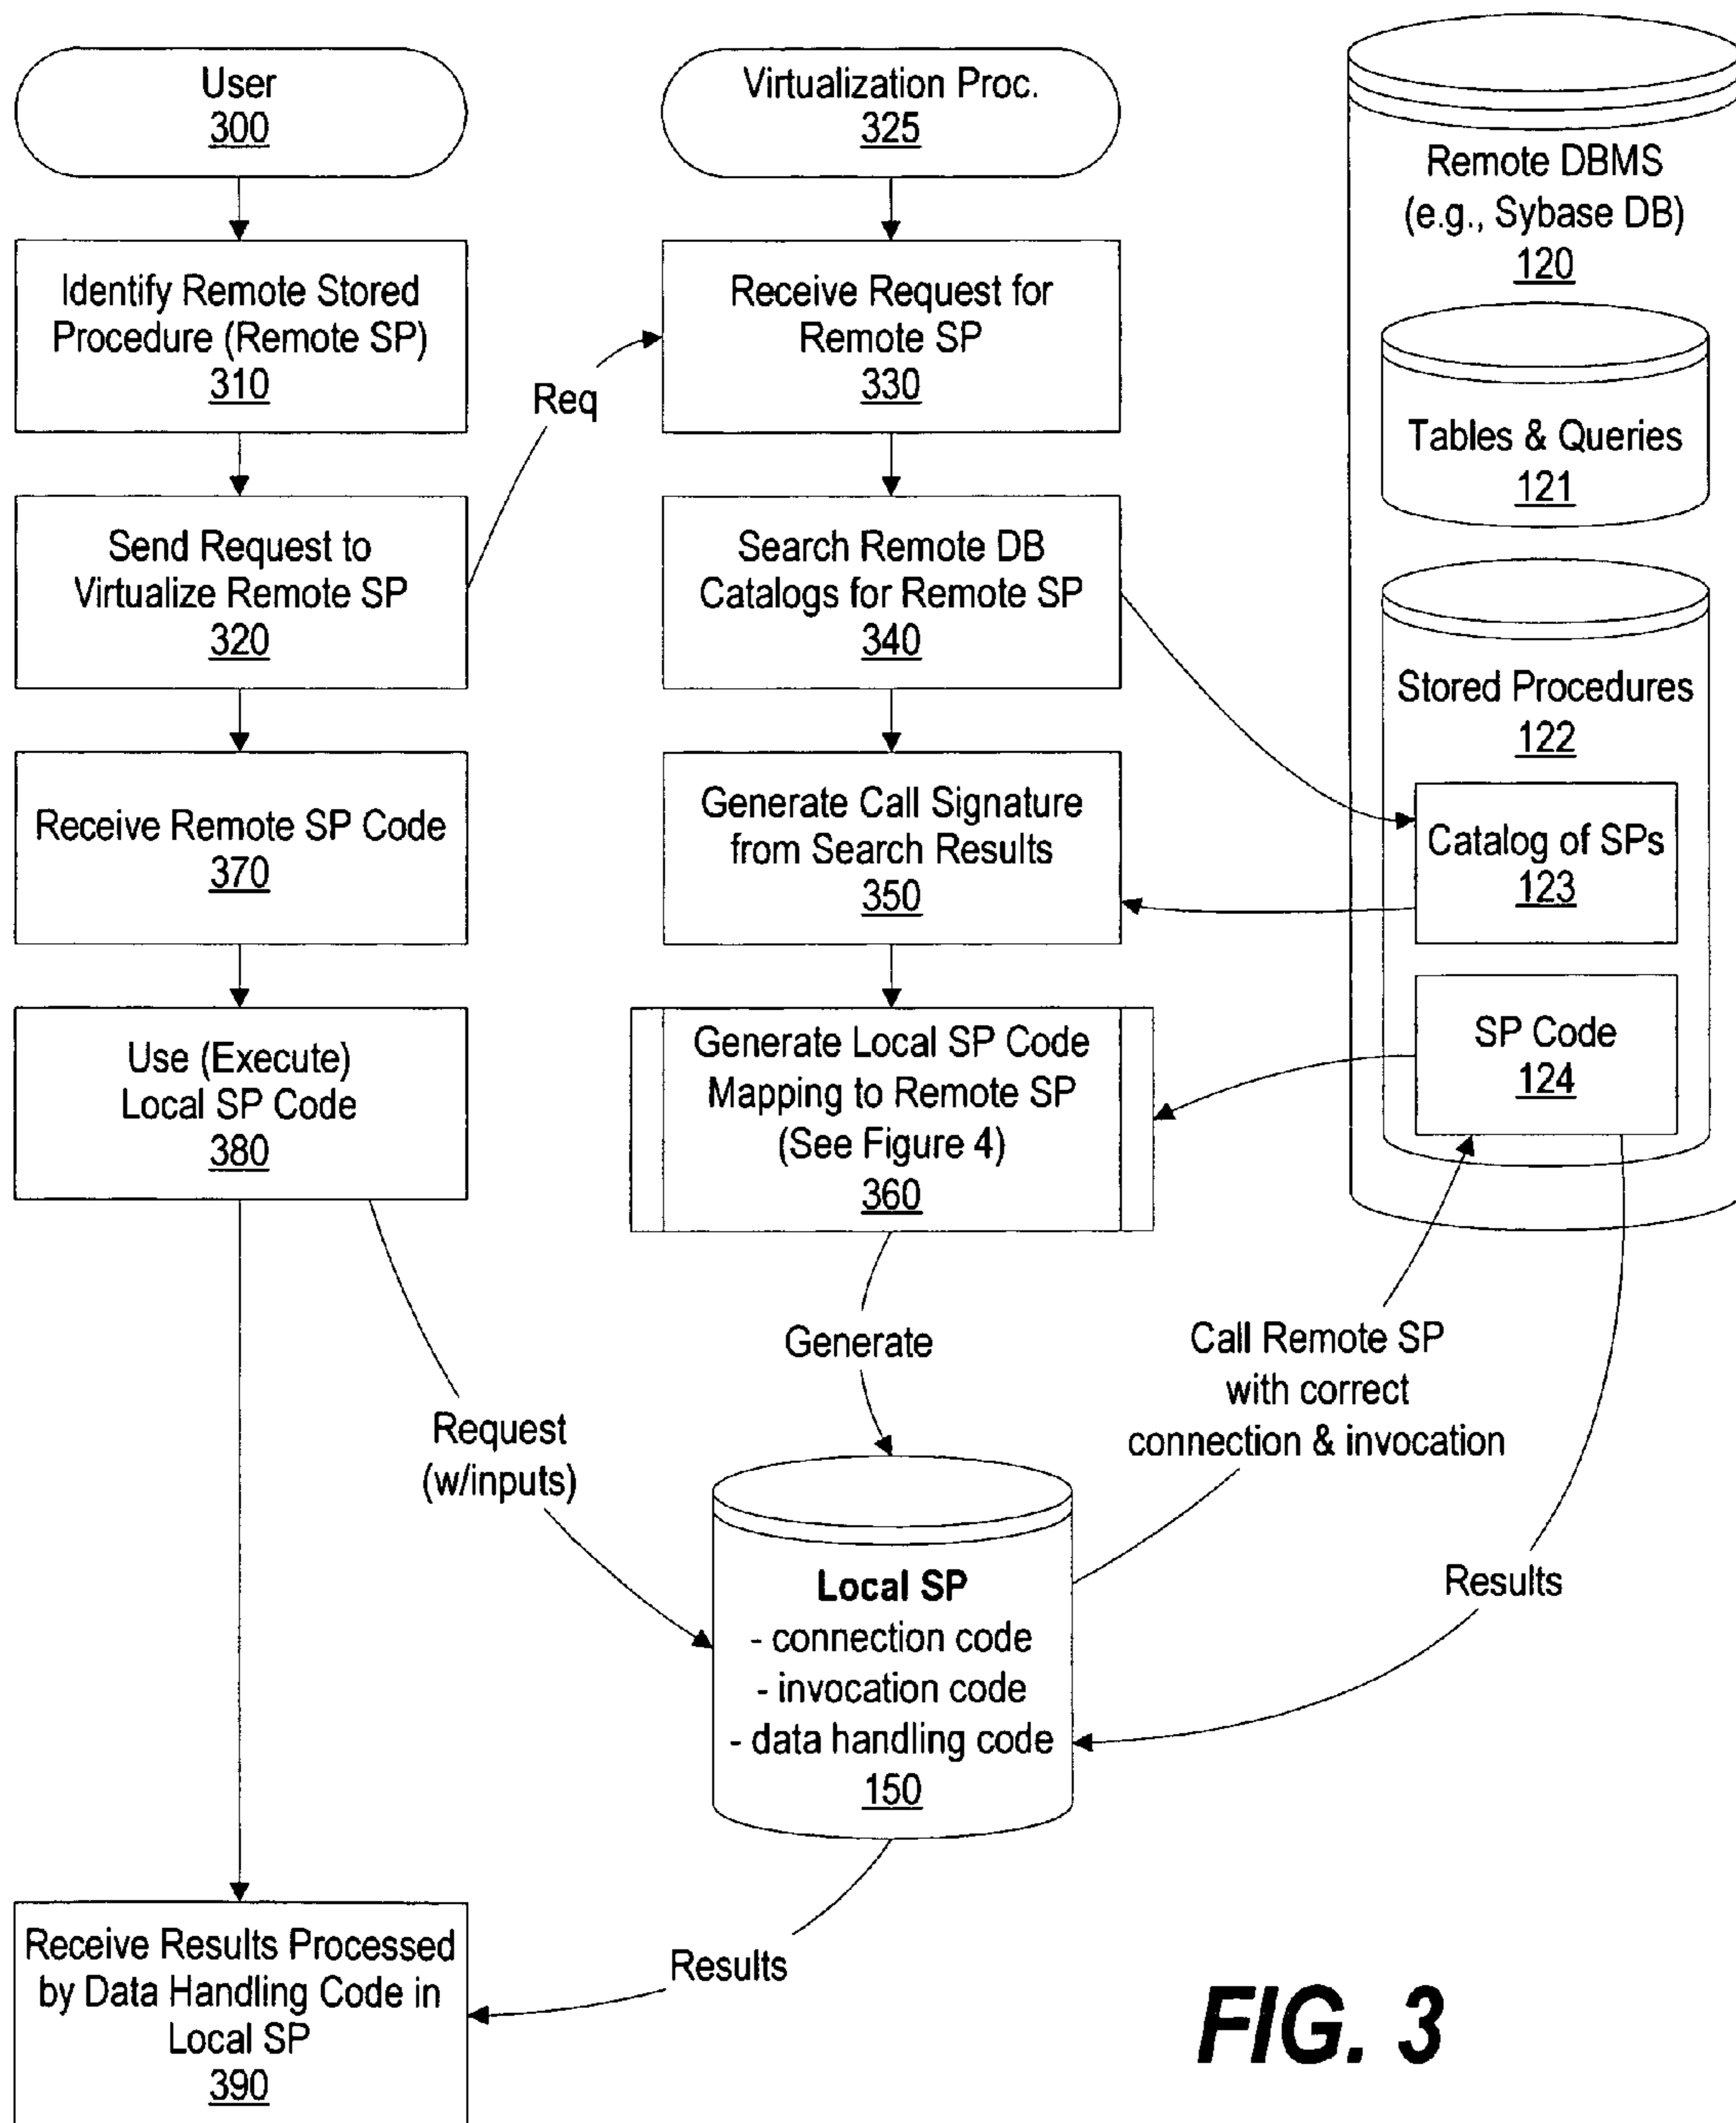 User
300
Identify Remote Stored
Procedure (Remote SP)
310
Send Request to
Virtualize Remote SP
320
Receive Remote SP Code
370
Use (Execute)
Local SP Code
380
Req
Virtualization Proc.
325
Receive Request for
Remote SP
330
Search Remote DB
Catalogs for Remote SP
340
Generate Call Signature
from Search Results
350
Generate Local SP Code
Mapping to Remote SP
(See Figure 4)
360
Remote DBMS
(e.g., Sybase DB)
120
Tables & Queries
121
Stored Procedures
122
Catalog of SPs
123
SP Code
124
Generate
Call Remote SP
with correct
connection & invocation
Request
(w/inputs)
Local SP
- connection code
- invocation code
- data handling code
150
Results
Results
Receive Results Processed
by Data Handling Code in
Local SP
390
FIG. 3